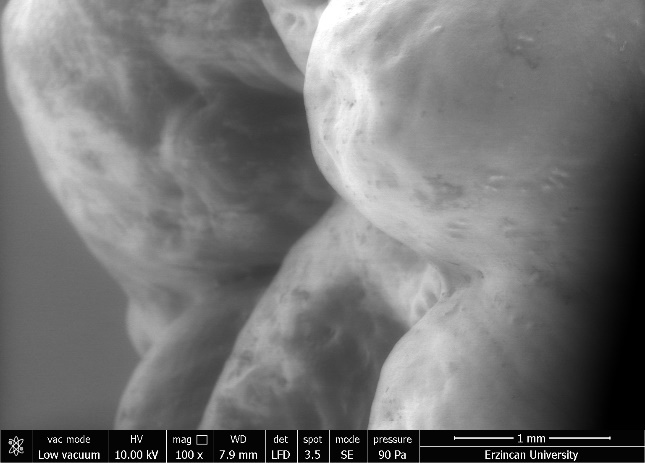 vac mode HV mag □ WD det spot mode pressure 1 mm
Low vacuum 10.00 kV 100 x 7.9 mm LFD 3.5 SE 90 Pa Erzincan University